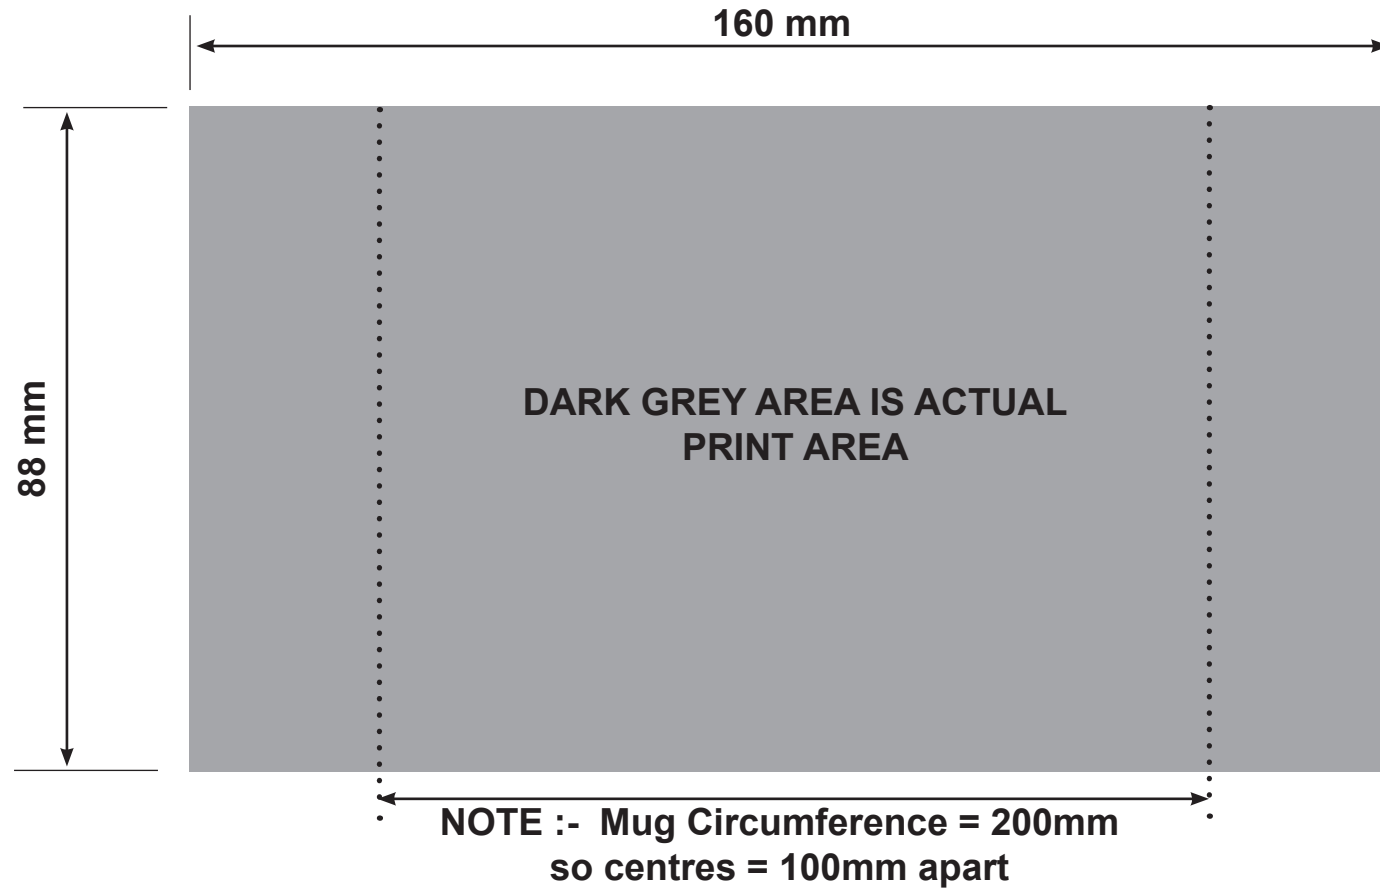 160 mm
88 mm
DARK GREY AREA IS ACTUAL
PRINT AREA
NOTE :- Mug Circumference = 200mm
so centres = 100mm apart